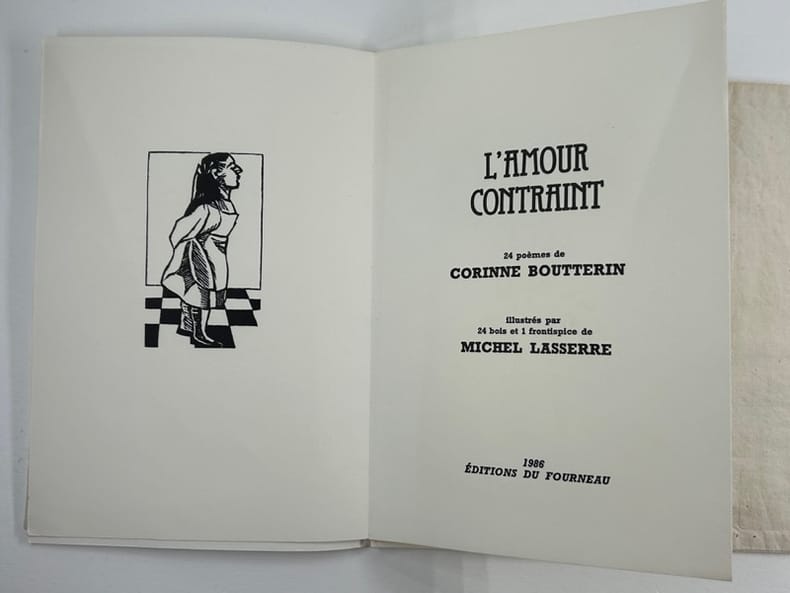 L'AMOUR
CONTRAINT
24 poèmes de
CORINNE BOUTTERIN
illustrés par
24 bois et 1 frontispice de
MICHEL LASSERRE
1986
ÉDITIONS DU FOURNEAU